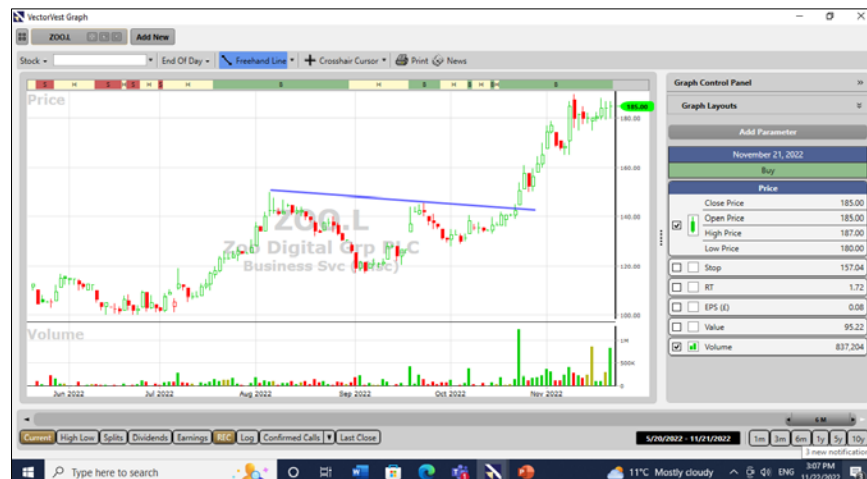 VectorVest Graph
ZOO.L Add New
Stock End Of Day Freehand Line Crosshair Cursor Print News
S H S H S H S H B H B H B H B H B
Price
185.00
180.00
160.00
140.00
120.00
100.00
ZOO.L
Zoo Digital Grp PLC
Business Svc (Misc)
Volume
1M
500K
0
Jun 2022 Jul 2022 Aug 2022 Sep 2022 Oct 2022 Nov 2022
6 M
Current High Low Splits Dividends Earnings REC Log Confirmed Calls Last Close
5/20/2022 - 11/21/2022 1m 3m 6m 1y 5y 10y
Graph Control Panel
Graph Layouts
Add Parameter
November 21, 2022
Buy
Price
Close Price 185.00
Open Price 185.00
High Price 187.00
Low Price 180.00
Stop 157.04
RT 1.72
EPS (£) 0.08
Value 95.22
Volume 837,204
3 new notification
Type here to search
11°C Mostly cloudy ENG 3:07 PM
11/22/2022